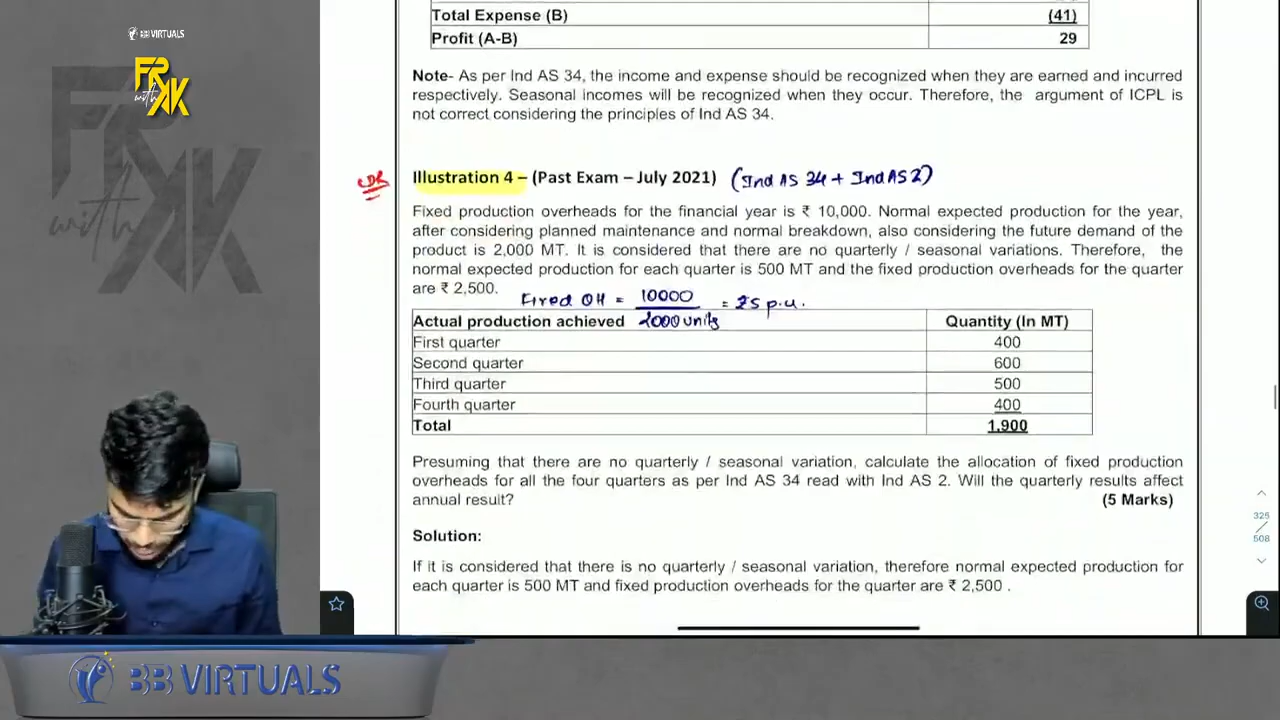 BB VIRTUALS
FR
with
AK
Total Expense (B) (41)
Profit (A-B) 29
Note- As per Ind AS 34, the income and expense should be recognized when they are earned and incurred
respectively. Seasonal incomes will be recognized when they occur. Therefore, the argument of ICPL is
not correct considering the principles of Ind AS 34.
Illustration 4 – (Past Exam – July 2021) (Ind AS 34 + Ind AS 2)
Fixed production overheads for the financial year is ₹ 10,000. Normal expected production for the year,
after considering planned maintenance and normal breakdown, also considering the future demand of the
product is 2,000 MT. It is considered that there are no quarterly / seasonal variations. Therefore, the
normal expected production for each quarter is 500 MT and the fixed production overheads for the quarter
are ₹ 2,500.
Fixed OH = 10000 / 2000 units = ₹5 p.u.
Actual production achieved Quantity (In MT)
First quarter 400
Second quarter 600
Third quarter 500
Fourth quarter 400
Total 1,900
Presuming that there are no quarterly / seasonal variation, calculate the allocation of fixed production
overheads for all the four quarters as per Ind AS 34 read with Ind AS 2. Will the quarterly results affect
annual result? (5 Marks)
Solution:
If it is considered that there is no quarterly / seasonal variation, therefore normal expected production for
each quarter is 500 MT and fixed production overheads for the quarter are ₹ 2,500 .
325
/
508
BB VIRTUALS